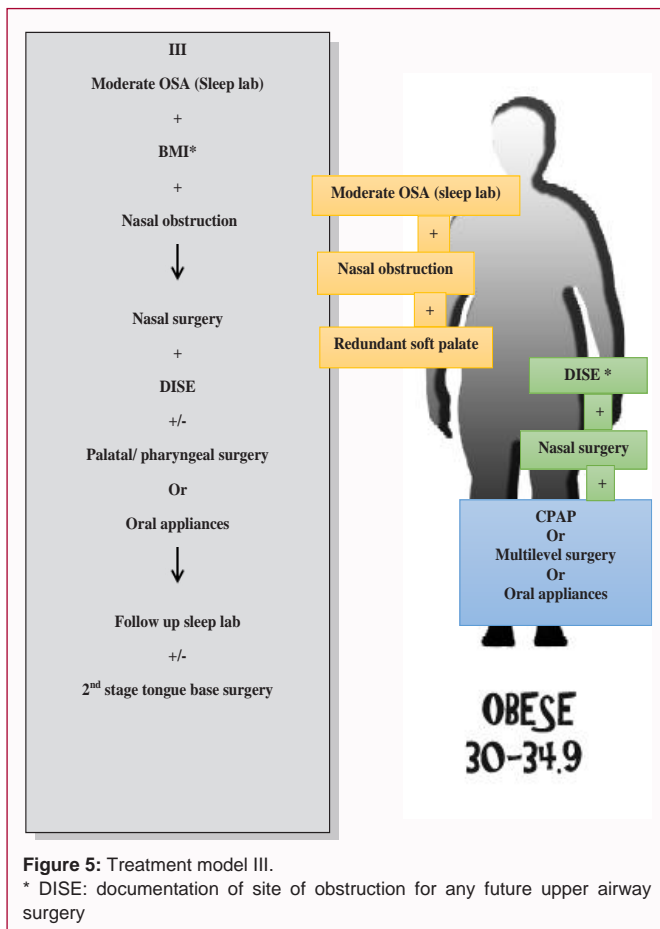 III
Moderate OSA (Sleep lab)
+
BMI*
+
Nasal obstruction
Nasal surgery
+
DISE
+/-
Palatal/ pharyngeal surgery
Or
Oral appliances
Follow up sleep lab
+/-
2nd stage tongue base surgery
Moderate OSA (sleep lab)
+
Nasal obstruction
+
Redundant soft palate
DISE *
+
Nasal surgery
+
CPAP
Or
Multilevel surgery
Or
Oral appliances
OBESE
30-34.9
Figure 5: Treatment model III.
* DISE: documentation of site of obstruction for any future upper airway
surgery